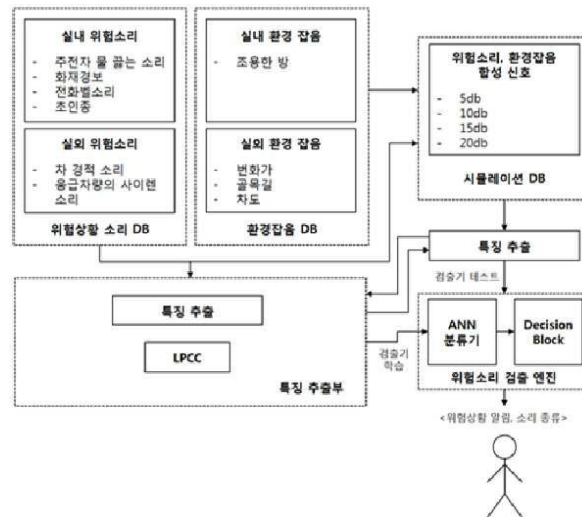 실내 위험소리
- 주전자 물 끓는 소리
- 화재경보
- 전화벨소리
- 초인종
실외 위험소리
- 차 경적 소리
- 응급차량의 사이렌
소리
위험상황 소리 DB
실내 환경 잡음
- 조용한 방
실외 환경 잡음
- 번화가
- 골목길
- 차도
환경잡음 DB
위험소리, 환경잡음
합성 신호
- 5db
- 10db
- 15db
- 20db
시뮬레이션 DB
특징 추출
검출기 테스트
특징 추출
LPCC
특징 추출부
검출기
학습
ANN
분류기
Decision
Block
위험소리 검출 엔진
<위험상황 알림, 소리 종류>